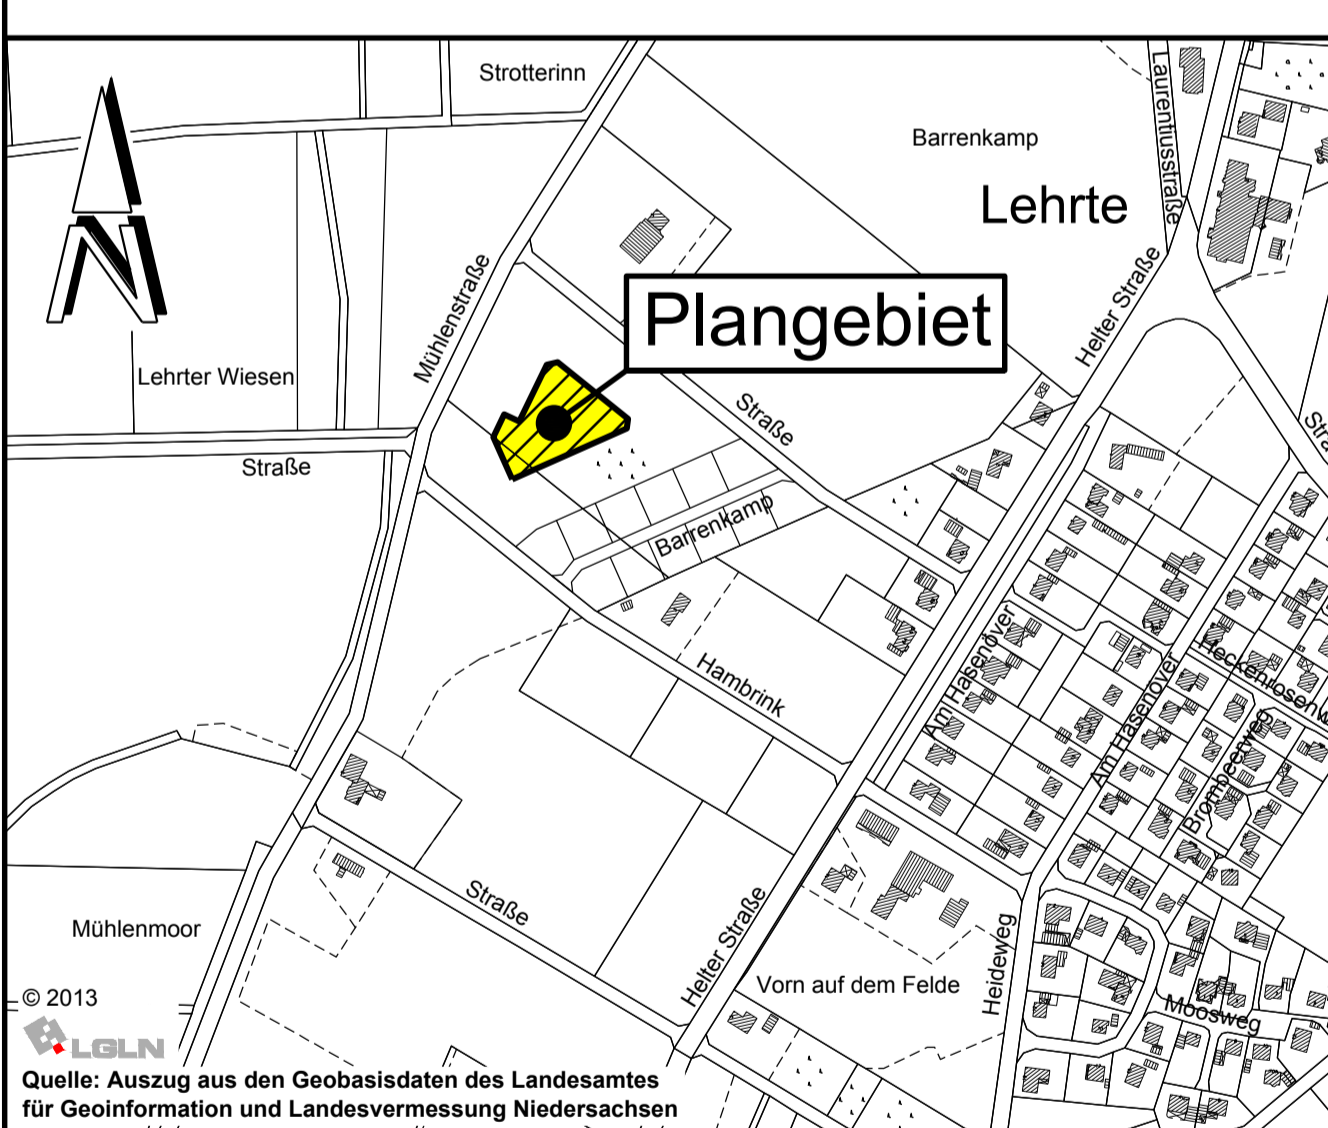 Strotterinn
Laurentiusstraße
Barrenkamp
Lehrte
Mühlenstraße
Helter Straße
Plangebiet
Lehrter Wiesen
Straße
Straße
Barrenkamp
Am Hasenöver
Hambrink
Am Hasenöver
Brombeerweg
Straße
Helter Straße
Mühlenmoor
Vorn auf dem Felde
Heideweg
Moosweg
© 2013
LGLN
Quelle: Auszug aus den Geobasisdaten des Landesamtes
für Geoinformation und Landesvermessung Niedersachsen
N